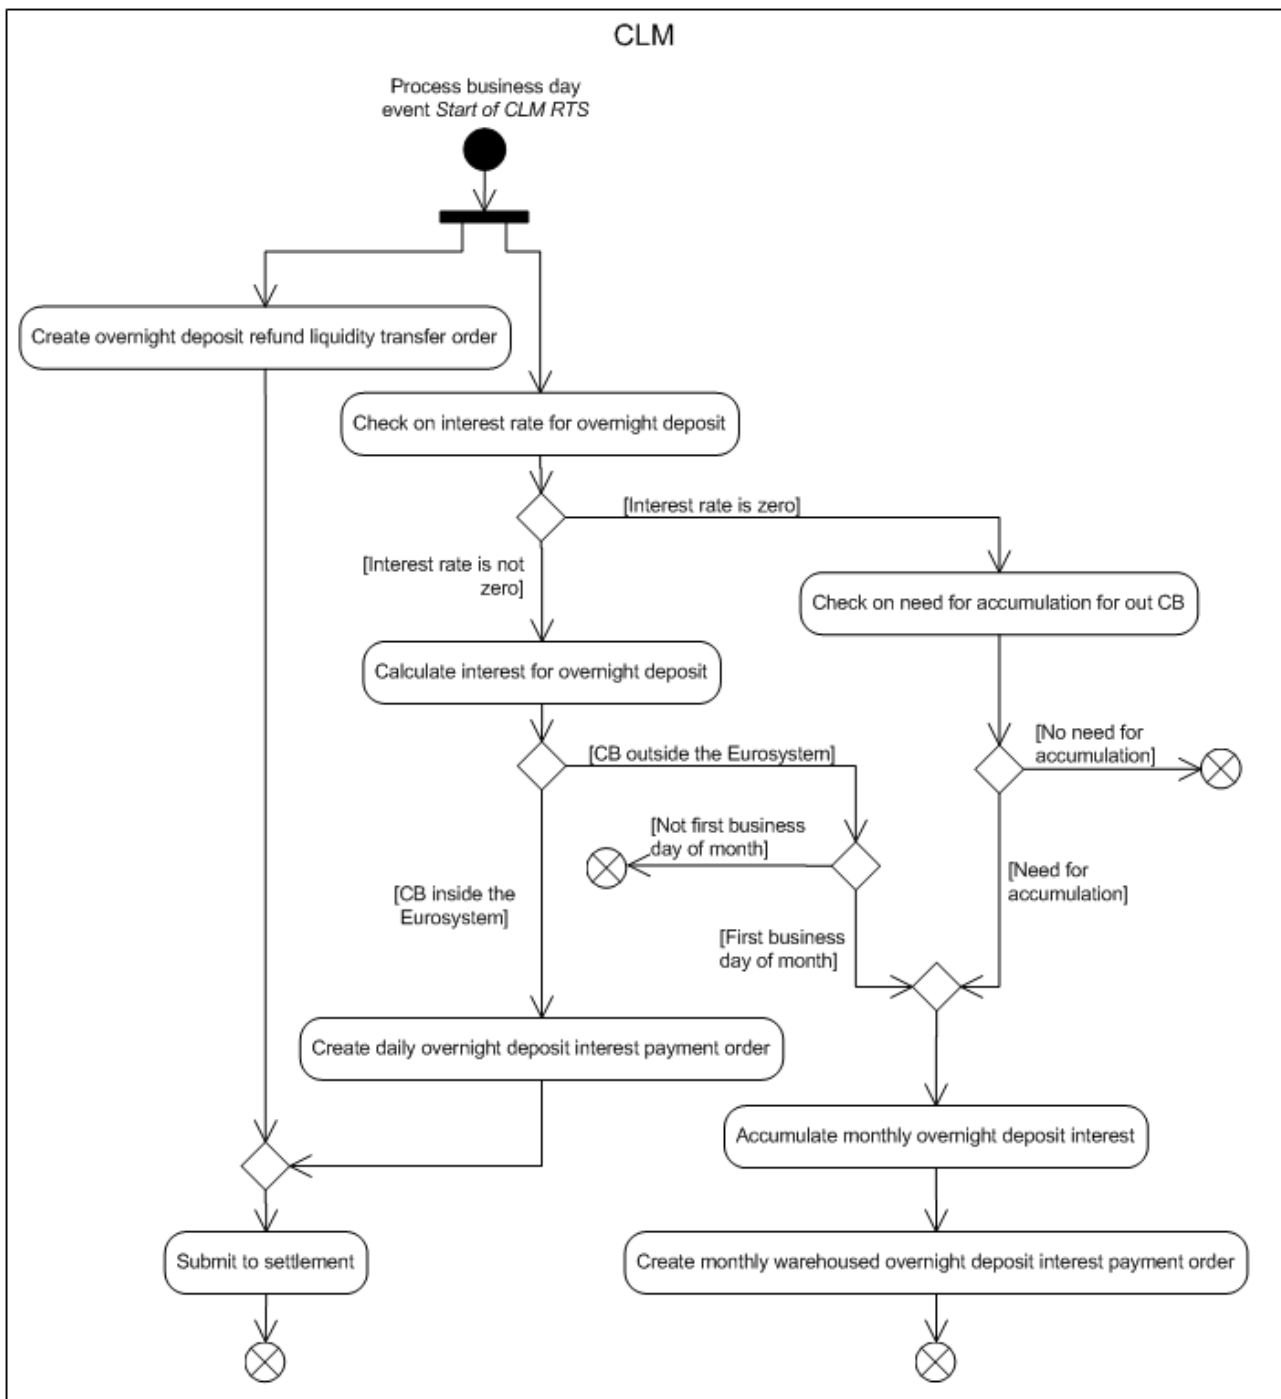 CLM
Process business day
event Start of CLM RTS
Create overnight deposit refund liquidity transfer order
Check on interest rate for overnight deposit
[Interest rate is zero]
[Interest rate is not
zero]
Check on need for accumulation for out CB
Calculate interest for overnight deposit
[No need for
accumulation]
[CB outside the Eurosystem]
[Not first business
day of month]
[Need for
accumulation]
[CB inside the
Eurosystem]
[First business
day of month]
Create daily overnight deposit interest payment order
Accumulate monthly overnight deposit interest
Submit to settlement
Create monthly warehoused overnight deposit interest payment order